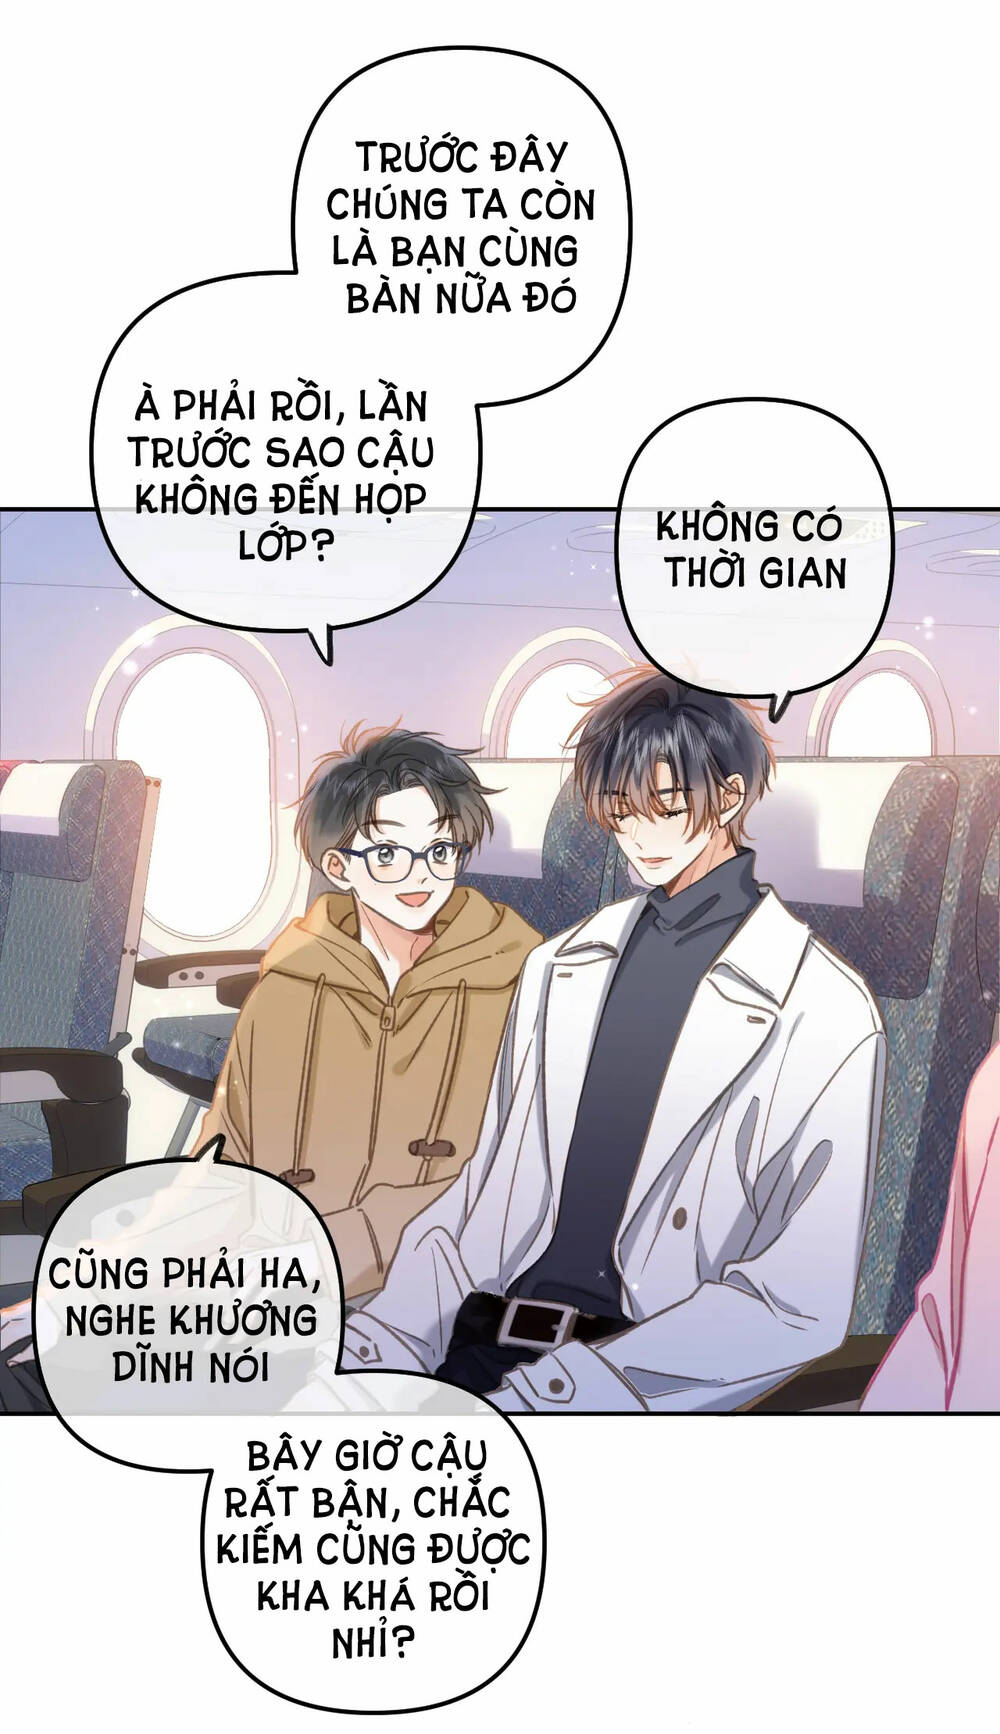 TRƯỚC ĐÂY
CHÚNG TA CÒN
LÀ BẠN CÙNG
BÀN NỮA ĐÓ
À PHẢI RỒI, LẦN
TRƯỚC SAO CẬU
KHÔNG ĐẾN HỌP
LỚP?
KHÔNG CÓ
THỜI GIAN
CŨNG PHẢI HA,
NGHE KHƯƠNG
DĨNH NÓI
BÂY GIỜ CẬU
RẤT BẬN, CHẮC
KIẾM CŨNG ĐƯỢC
KHA KHÁ RỒI
NHỈ?